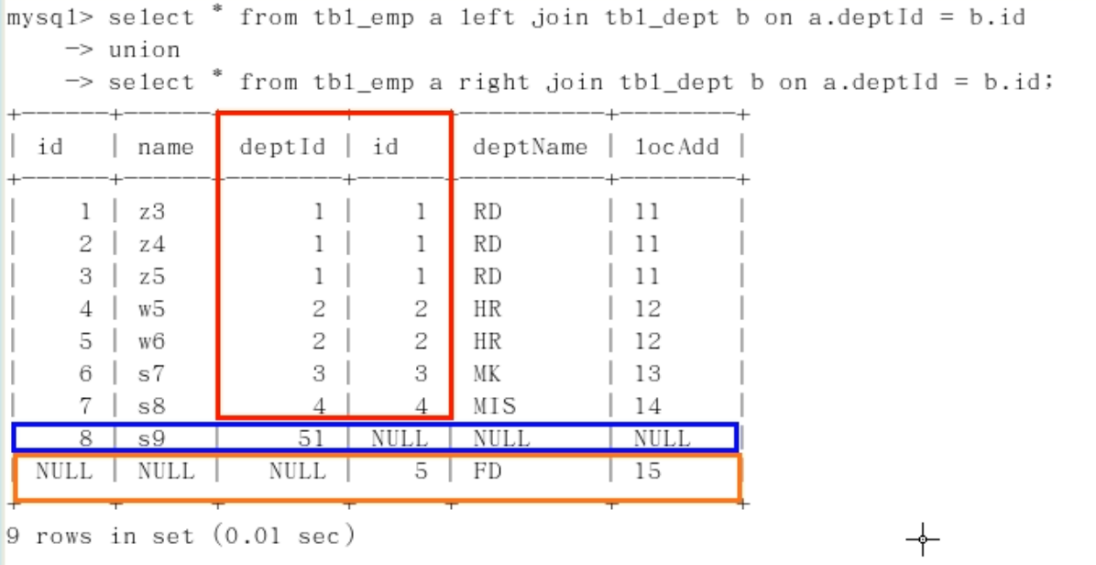 mysql> select * from tbl_emp a left join tbl_dept b on a.deptId = b.id
-> union
-> select * from tbl_emp a right join tbl_dept b on a.deptId = b.id;
| id | name | deptId | id | deptName | locAdd |
| 1 | z3 | 1 | 1 | RD | 11 |
| 2 | z4 | 1 | 1 | RD | 11 |
| 3 | z5 | 1 | 1 | RD | 11 |
| 4 | w5 | 2 | 2 | HR | 12 |
| 5 | w6 | 2 | 2 | HR | 12 |
| 6 | s7 | 3 | 3 | MK | 13 |
| 7 | s8 | 4 | 4 | MIS | 14 |
| 8 | s9 | 51 | NULL | NULL | NULL |
| NULL | NULL | NULL | 5 | FD | 15 |
9 rows in set (0.01 sec)